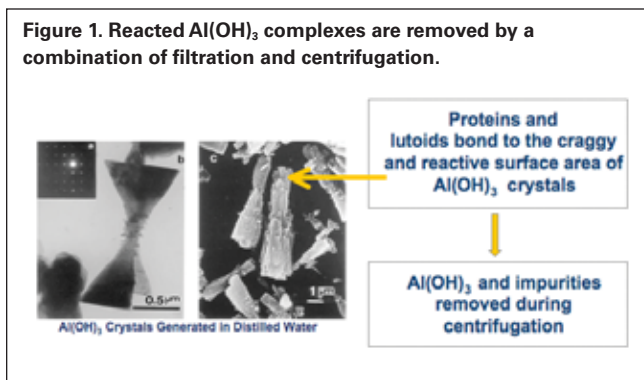 Figure 1. Reacted Al(OH)₃ complexes are removed by a
combination of filtration and centrifugation.
a
b
0.5μm
c
1μm
Al(OH)₃ Crystals Generated in Distilled Water
Proteins and
lutoids bond to the craggy
and reactive surface area of
Al(OH)₃ crystals
Al(OH)₃ and impurities
removed during
centrifugation